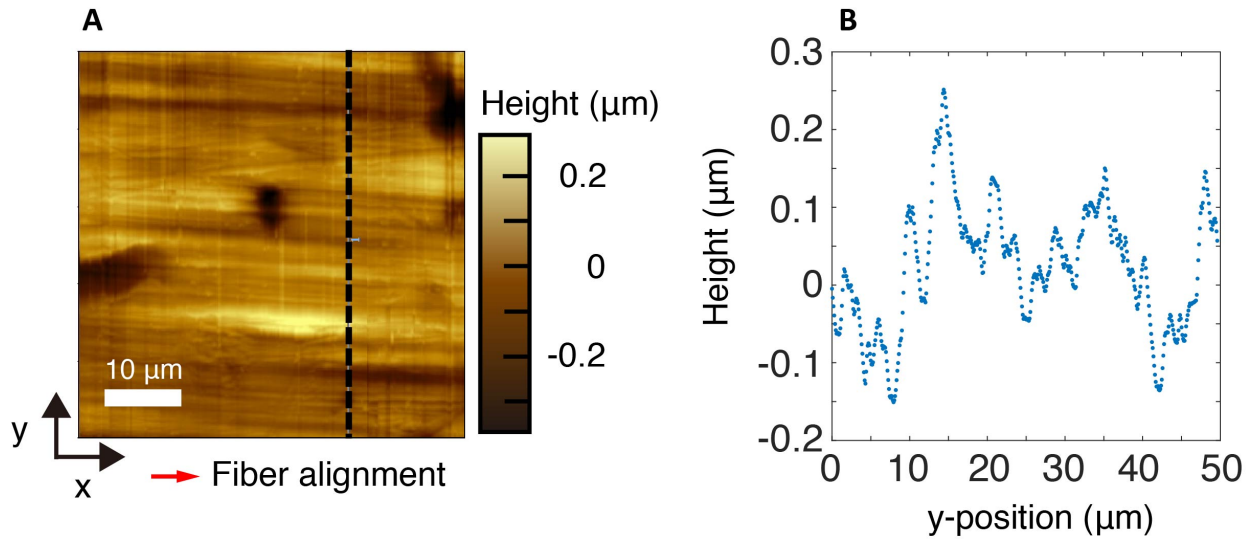 A
Height (μm)
0.2
0
-0.2
10 μm
y
x
Fiber alignment
B
0.3
0.2
0.1
0
-0.1
-0.2
Height (μm)
0 10 20 30 40 50
y-position (μm)